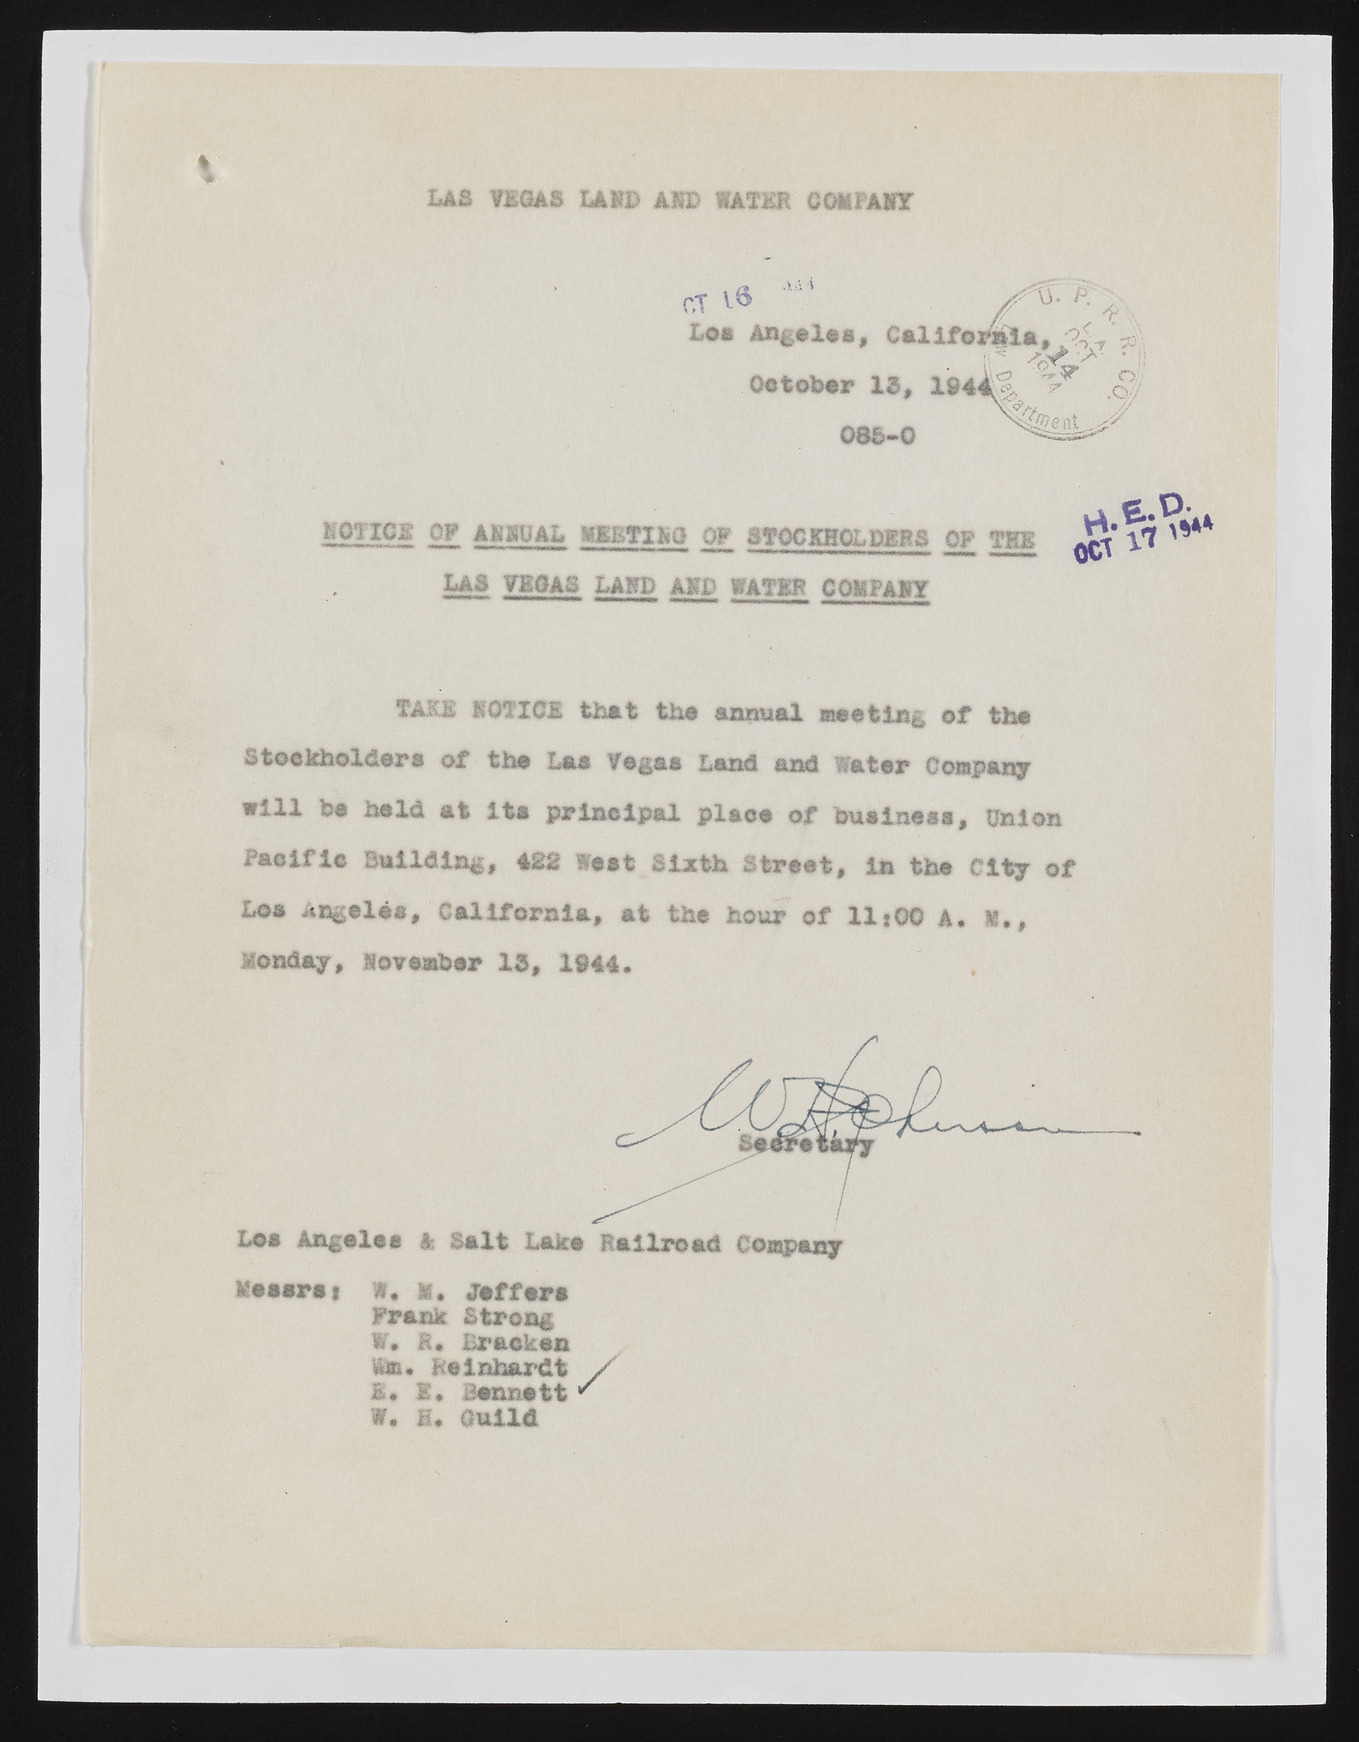 LAS VEGAS LAND AND WATER COMPANY
CT 16
Los Angeles, California,
October 13, 1944
085-0
U. P. R. R. CO.
L.A.
OCT
14
1944
Law Department
H.E.D.
OCT 17 1944
NOTICE OF ANNUAL MEETING OF STOCKHOLDERS OF THE
LAS VEGAS LAND AND WATER COMPANY
TAKE NOTICE that the annual meeting of the
Stockholders of the Las Vegas Land and Water Company
will be held at its principal place of business, Union
Pacific Building, 422 West Sixth Street, in the City of
Los Angeles, California, at the hour of 11:00 A. M.,
Monday, November 13, 1944.
Secretary
Los Angeles & Salt Lake Railroad Company
Messrs: W. M. Jeffers
Frank Strong
W. R. Bracken
Wm. Reinhardt
E. E. Bennett ✓
W. H. Guild